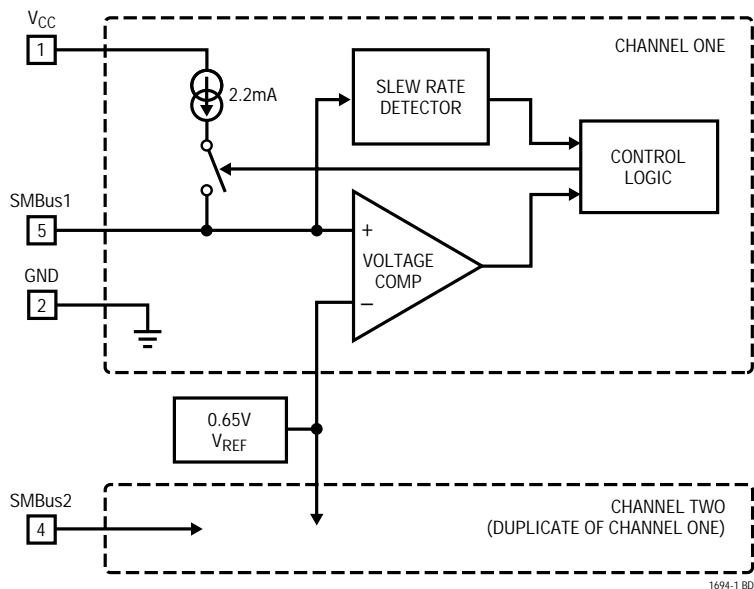 VCC
1
CHANNEL ONE
2.2mA
SLEW RATE
DETECTOR
CONTROL
LOGIC
SMBus1
5
+
VOLTAGE
COMP
–
GND
2
0.65V
VREF
SMBus2
4
CHANNEL TWO
(DUPLICATE OF CHANNEL ONE)
1694-1 BD